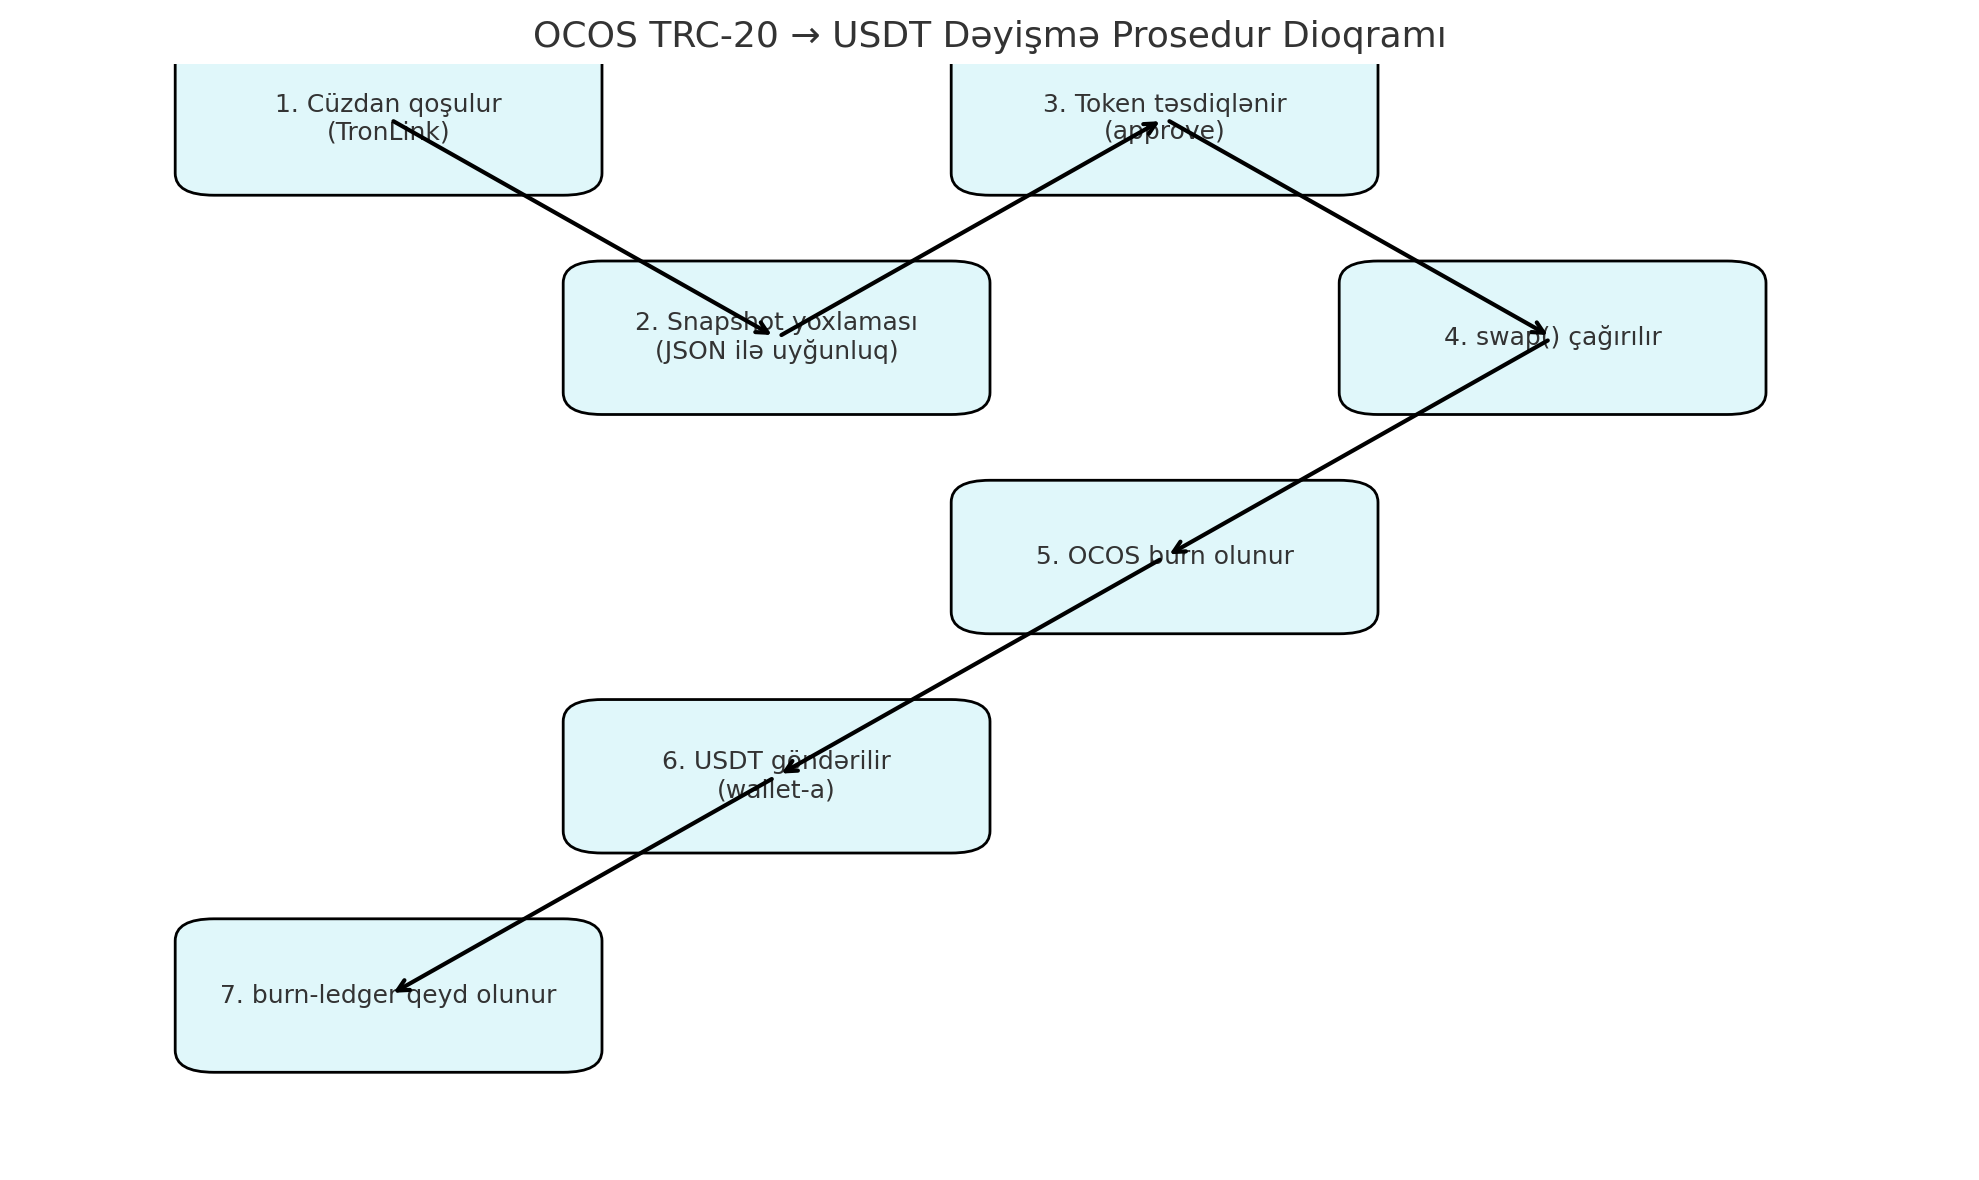 OCOS TRC-20 → USDT Dəyişmə Prosedur Dioqramı
1. Cüzdan qoşulur
(TronLink)
2. Snapshot yoxlaması
(JSON ilə uyğunluq)
3. Token təsdiqlənir
(approve)
4. swap() çağırılır
5. OCOS burn olunur
6. USDT göndərilir
(wallet-a)
7. burn-ledger qeyd olunur